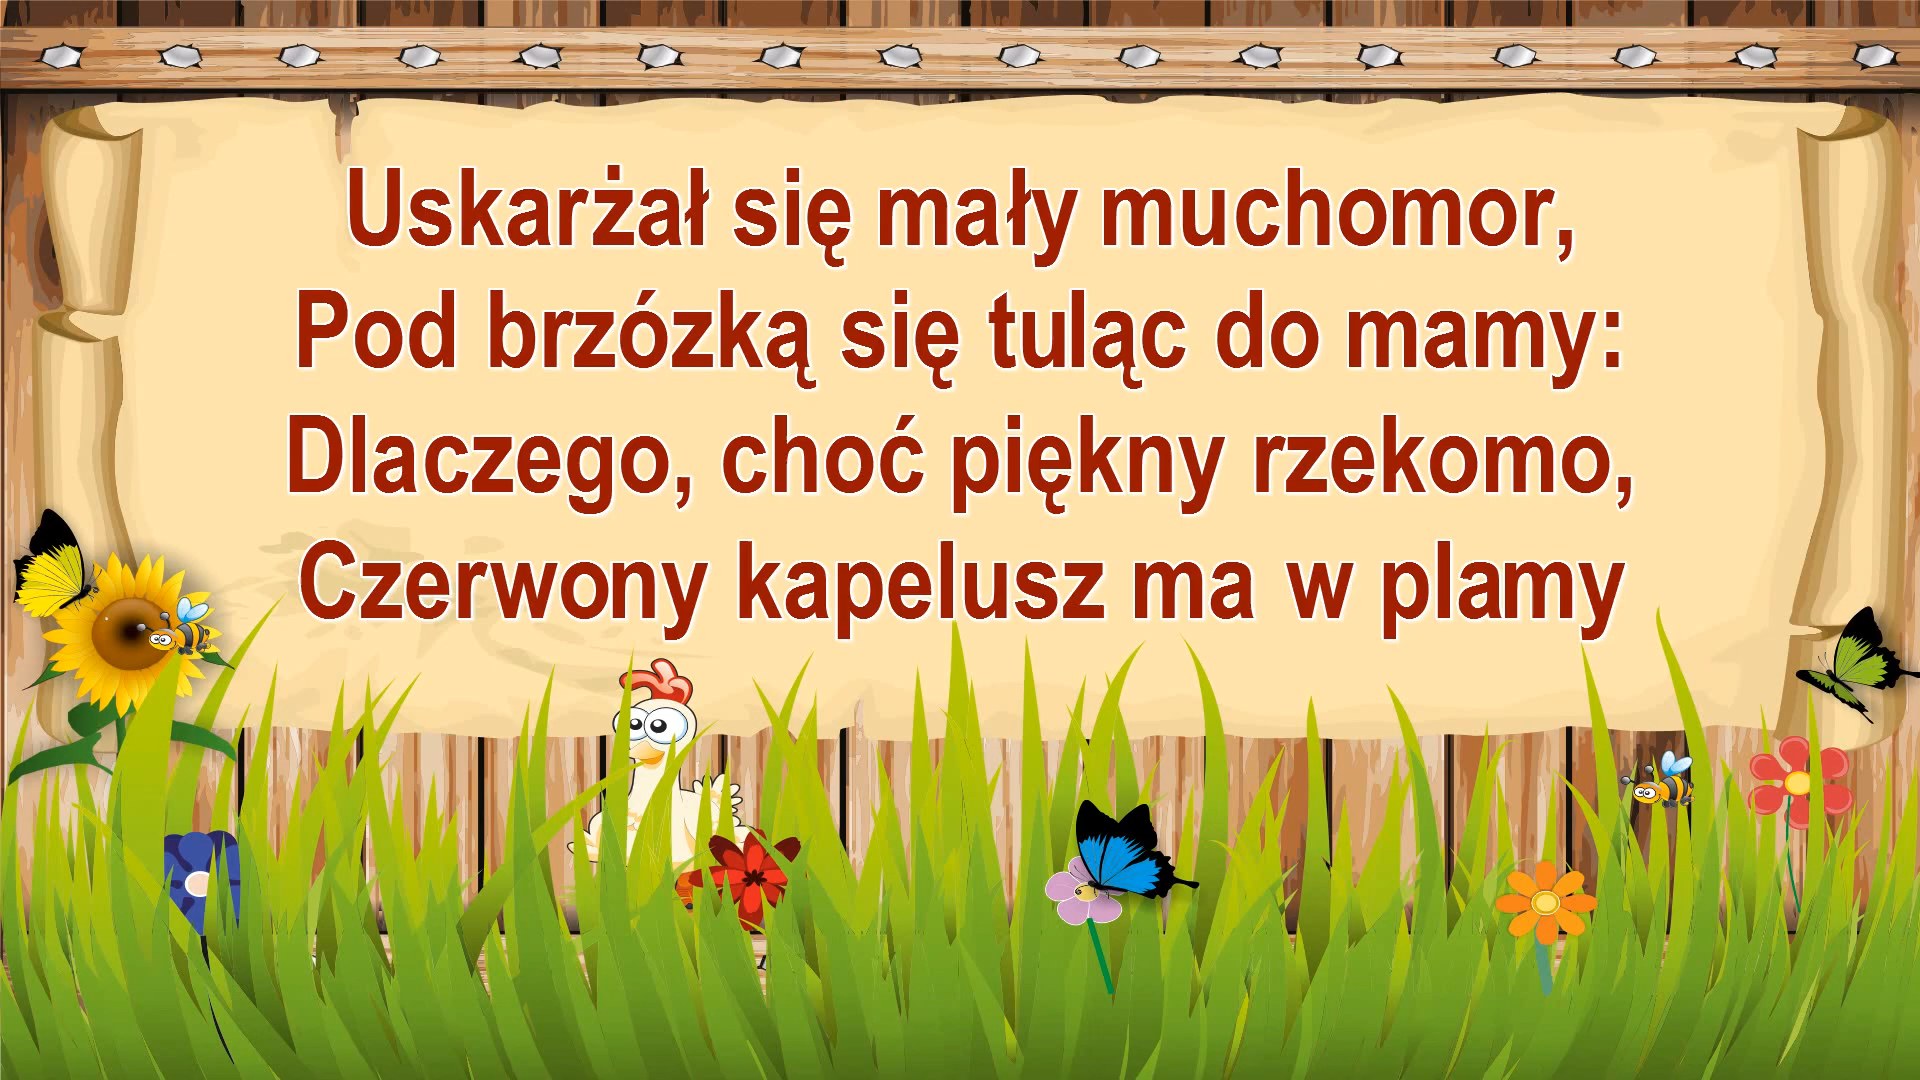 Uskarżał się mały muchomor,
Pod brzózką się tuląc do mamy:
Dlaczego, choć piękny rzekomo,
Czerwony kapelusz ma w plamy